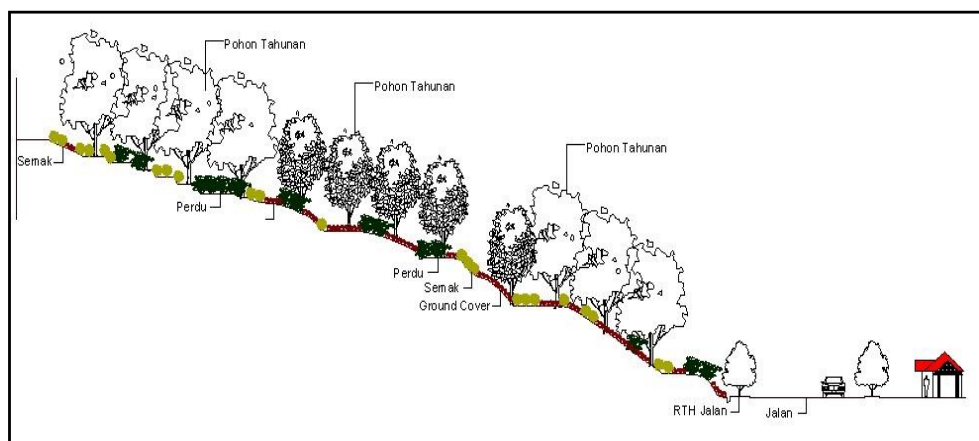 Pohon Tahunan
Pohon Tahunan
Pohon Tahunan
Semak
Perdu
Perdu
Semak
Ground Cover
RTH Jalan
Jalan